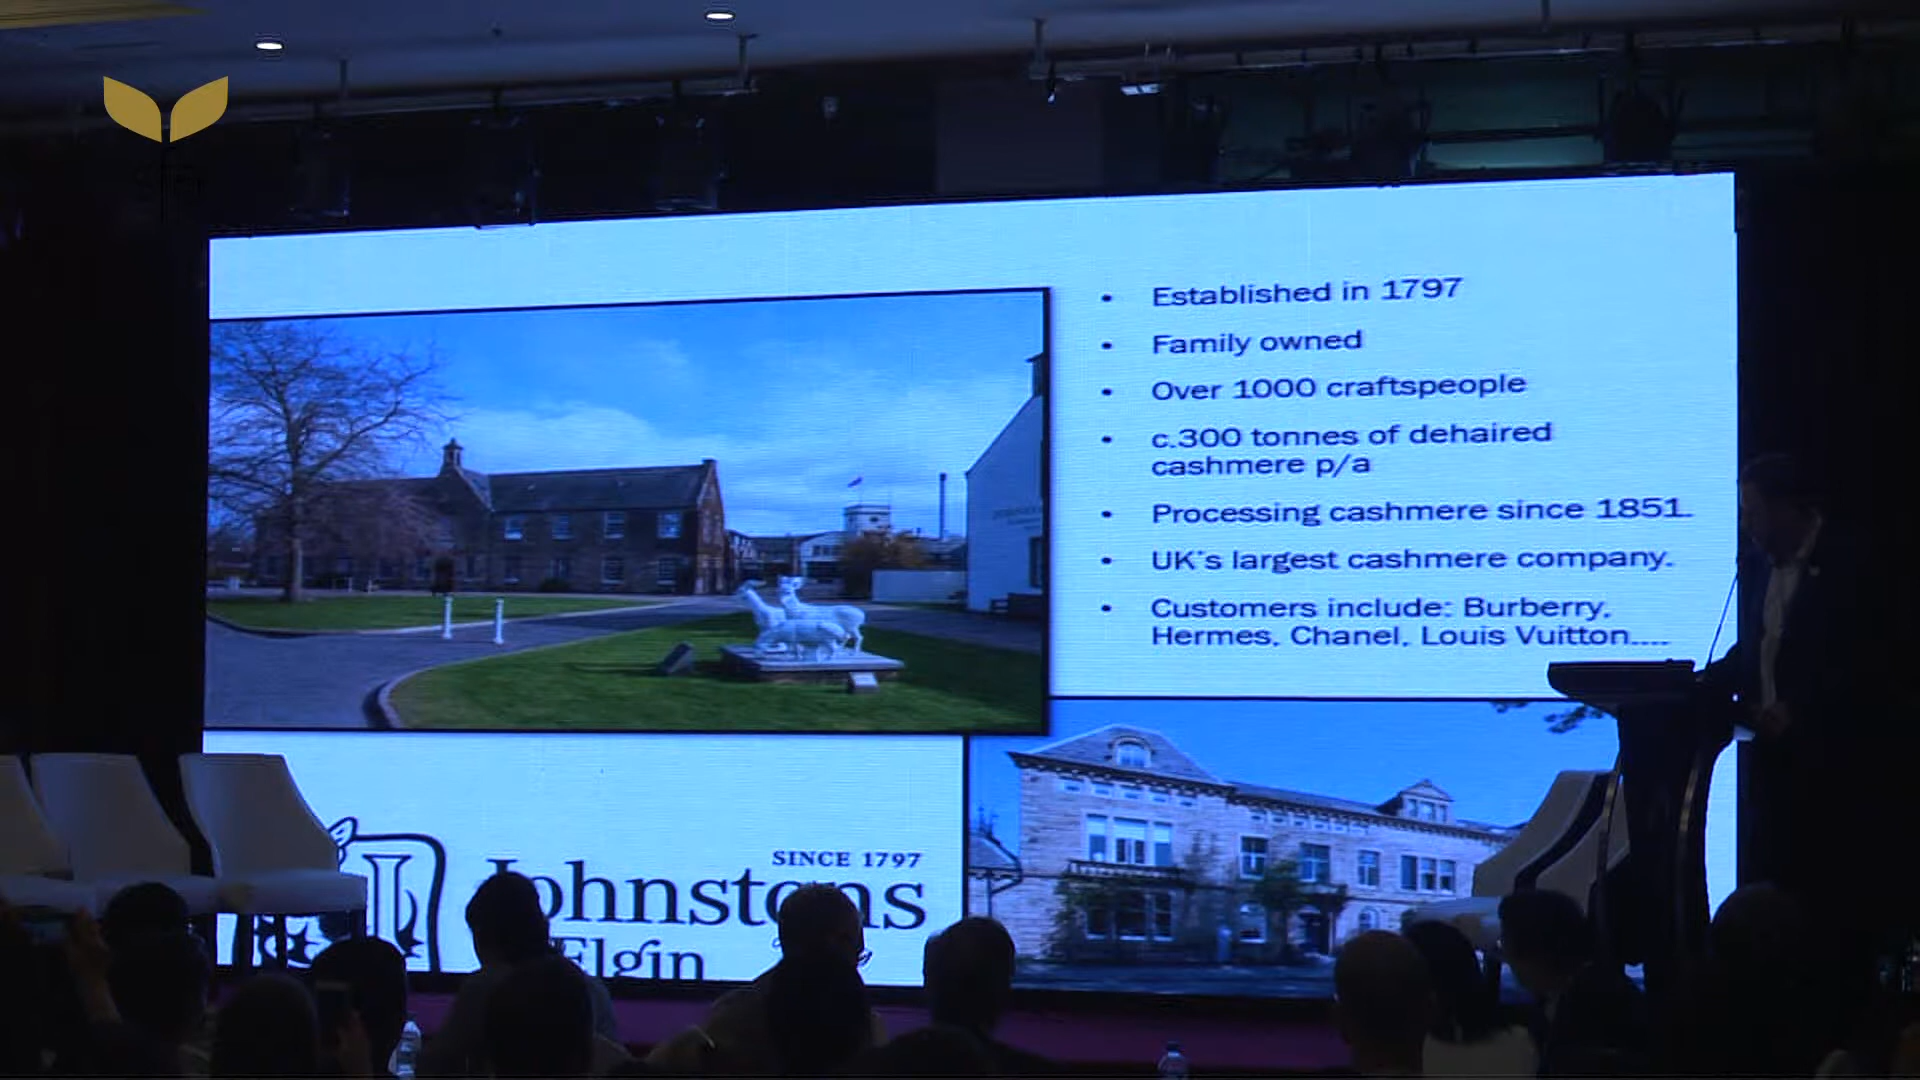 • Established in 1797
• Family owned
• Over 1000 craftspeople
• c.300 tonnes of dehaired
cashmere p/a
• Processing cashmere since 1851.
• UK's largest cashmere company.
• Customers include: Burberry,
Hermes, Chanel, Louis Vuitton....
SINCE 1797
Johnstons
Elgin